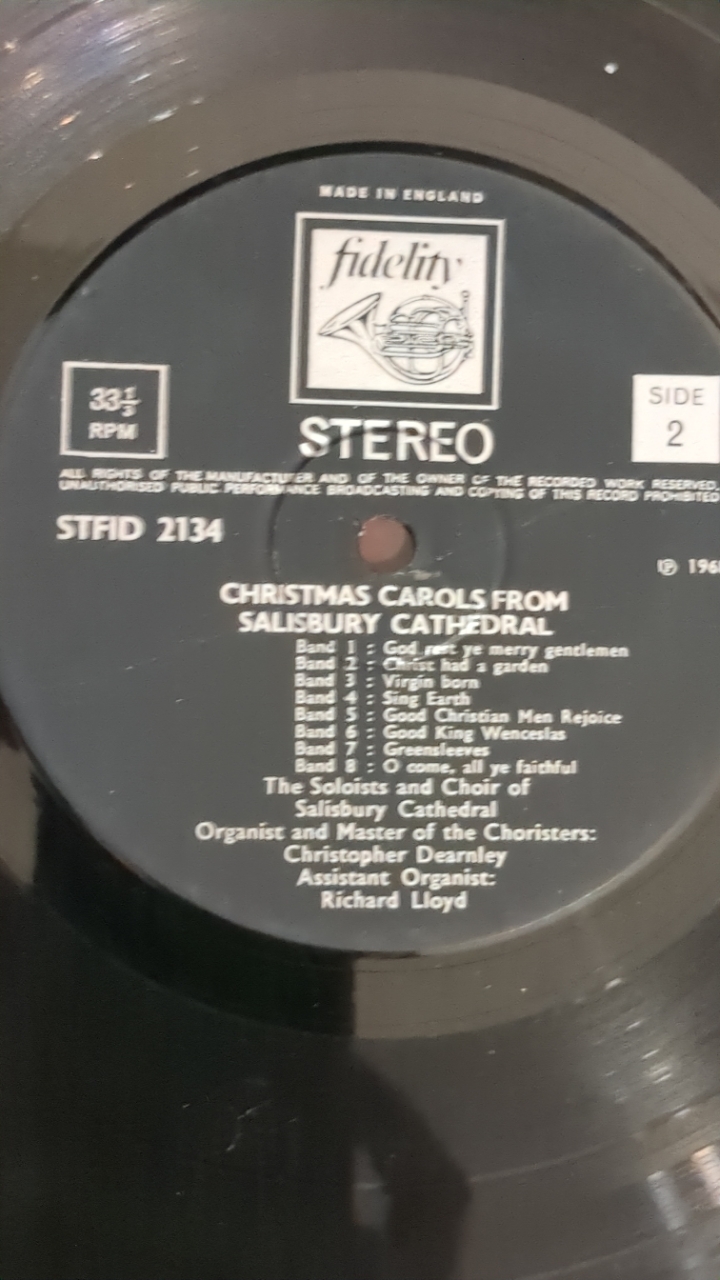 MADE IN ENGLAND
fidelity
33 1/3
RPM
STEREO
SIDE
2
ALL RIGHTS OF THE MANUFACTURER AND OF THE OWNER OF THE RECORDED WORK RESERVED.
UNAUTHORISED PUBLIC PERFORMANCE BROADCASTING AND COPYING OF THIS RECORD PROHIBITED
STFID 2134
℗ 196
CHRISTMAS CAROLS FROM
SALISBURY CATHEDRAL
Band 1 : God rest ye merry gentlemen
Band 2 : Christ had a garden
Band 3 : Virgin born
Band 4 : Sing Earth
Band 5 : Good Christian Men Rejoice
Band 6 : Good King Wenceslas
Band 7 : Greensleeves
Band 8 : O come, all ye faithful
The Soloists and Choir of
Salisbury Cathedral
Organist and Master of the Choristers:
Christopher Dearnley
Assistant Organist:
Richard Lloyd